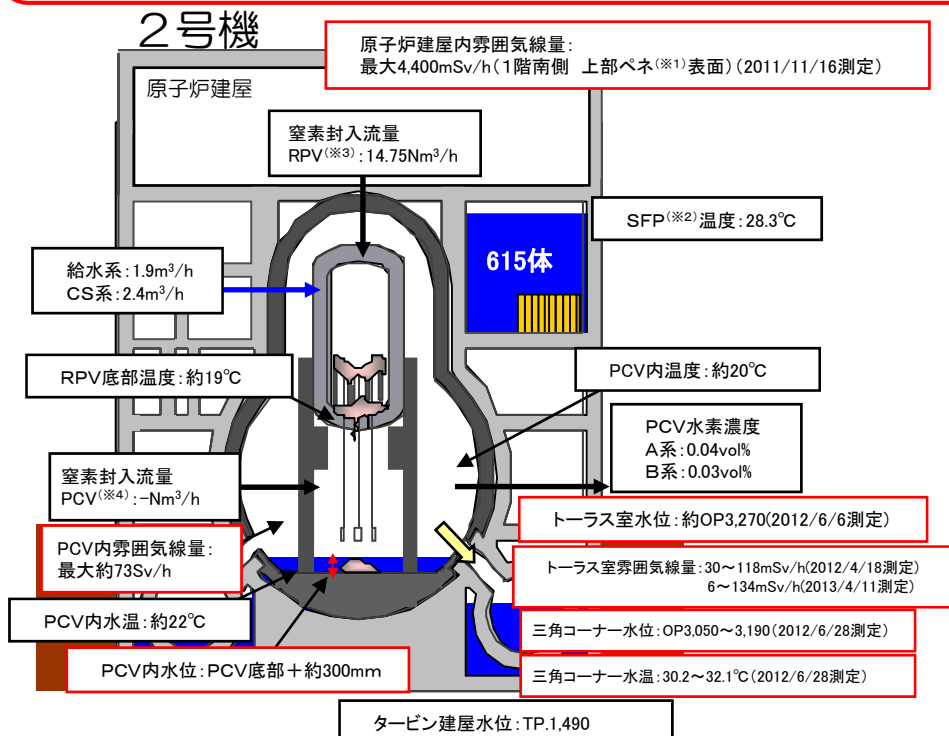 2号機
原子炉建屋内雰囲気線量:
最大4,400mSv/h(1階南側 上部ペネ(※1)表面)(2011/11/16測定)
原子炉建屋
窒素封入流量
RPV(※3):14.75Nm³/h
SFP(※2)温度:28.3℃
615体
給水系:1.9m³/h
CS系:2.4m³/h
RPV底部温度:約19℃
PCV内温度:約20℃
PCV水素濃度
A系:0.04vol%
B系:0.03vol%
窒素封入流量
PCV(※4):-Nm³/h
トーラス室水位:約OP3,270(2012/6/6測定)
PCV内雰囲気線量:
最大約73Sv/h
トーラス室雰囲気線量:30~118mSv/h(2012/4/18測定)
6~134mSv/h(2013/4/11測定)
PCV内水温:約22℃
三角コーナー水位:OP3,050~3,190(2012/6/28測定)
PCV内水位:PCV底部+約300mm
三角コーナー水温:30.2~32.1℃(2012/6/28測定)
タービン建屋水位:TP.1,490